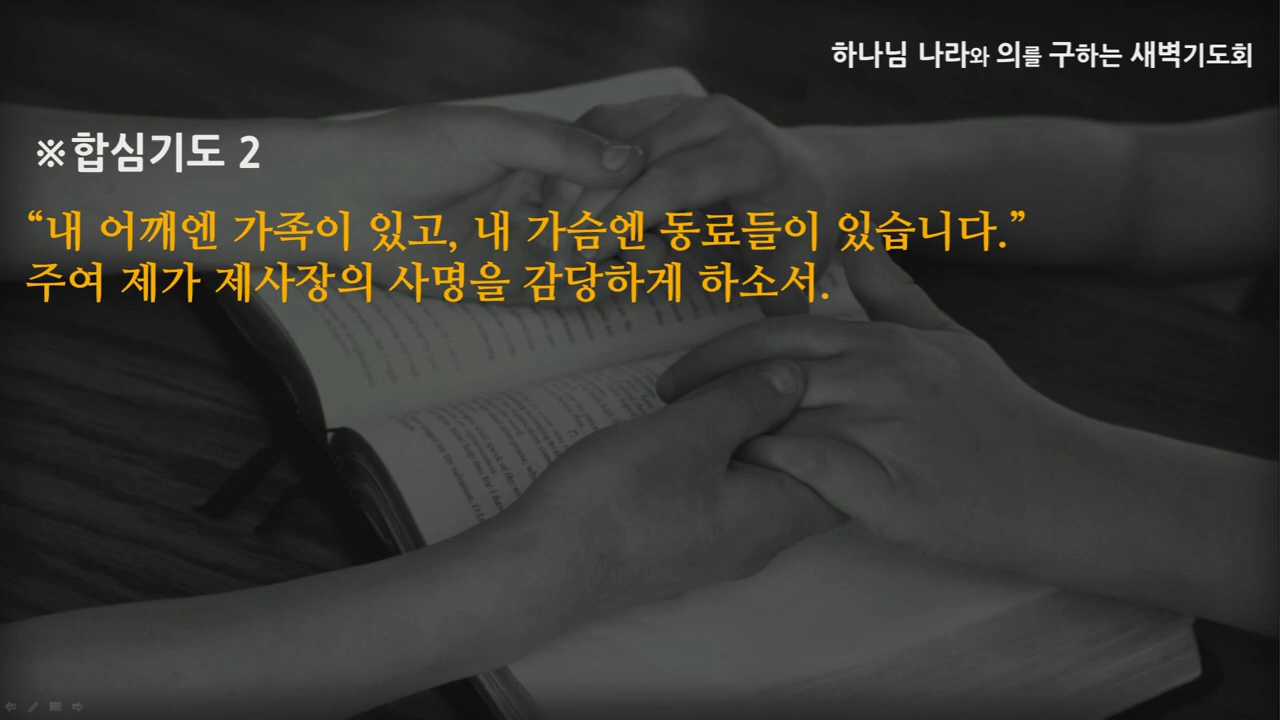 하나님 나라와 의를 구하는 새벽기도회
※합심기도 2
“내 어깨엔 가족이 있고, 내 가슴엔 동료들이 있습니다.”
주여 제가 제사장의 사명을 감당하게 하소서.